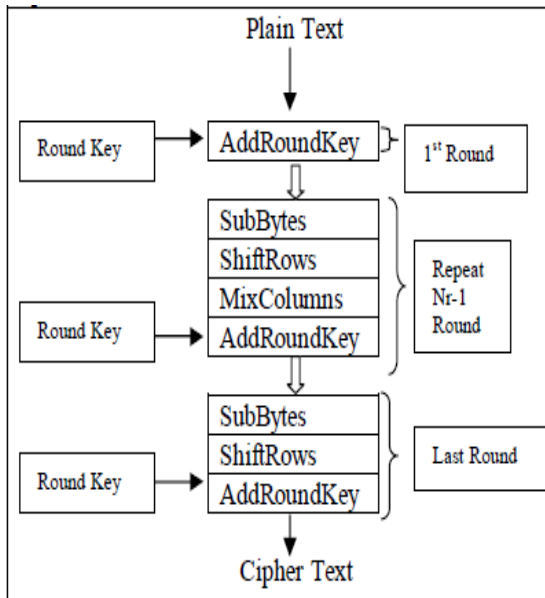 Plain Text
Round Key
AddRoundKey
1st Round
SubBytes
ShiftRows
MixColumns
AddRoundKey
Round Key
Repeat
Nr-1
Round
SubBytes
ShiftRows
AddRoundKey
Round Key
Last Round
Cipher Text